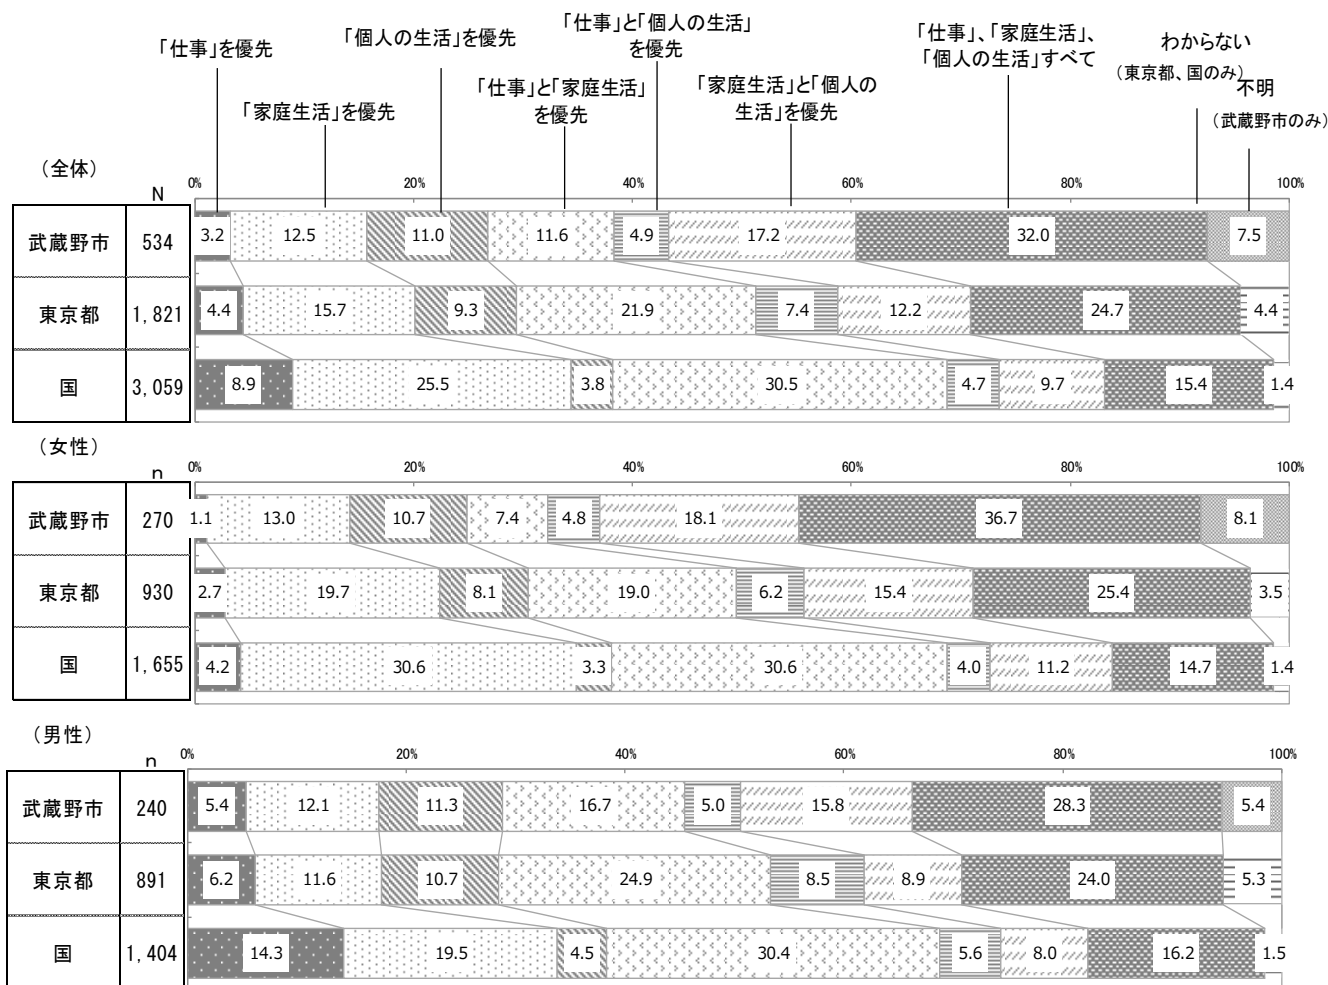 「仕事」を優先
「家庭生活」を優先
「個人の生活」を優先
「仕事」と「家庭生活」
を優先
「仕事」と「個人の生活」
を優先
「家庭生活」と「個人の
生活」を優先
「仕事」、「家庭生活」、
「個人の生活」すべて
わからない
(東京都、国のみ)
不明
(武蔵野市のみ)
(全体)
N 0% 20% 40% 60% 80% 100%
武蔵野市 534 3.2 12.5 11.0 11.6 4.9 17.2 32.0 7.5
東京都 1,821 4.4 15.7 9.3 21.9 7.4 12.2 24.7 4.4
国 3,059 8.9 25.5 3.8 30.5 4.7 9.7 15.4 1.4
(女性)
n 0% 20% 40% 60% 80% 100%
武蔵野市 270 1.1 13.0 10.7 7.4 4.8 18.1 36.7 8.1
東京都 930 2.7 19.7 8.1 19.0 6.2 15.4 25.4 3.5
国 1,655 4.2 30.6 3.3 30.6 4.0 11.2 14.7 1.4
(男性)
n 0% 20% 40% 60% 80% 100%
武蔵野市 240 5.4 12.1 11.3 16.7 5.0 15.8 28.3 5.4
東京都 891 6.2 11.6 10.7 24.9 8.5 8.9 24.0 5.3
国 1,404 14.3 19.5 4.5 30.4 5.6 8.0 16.2 1.5